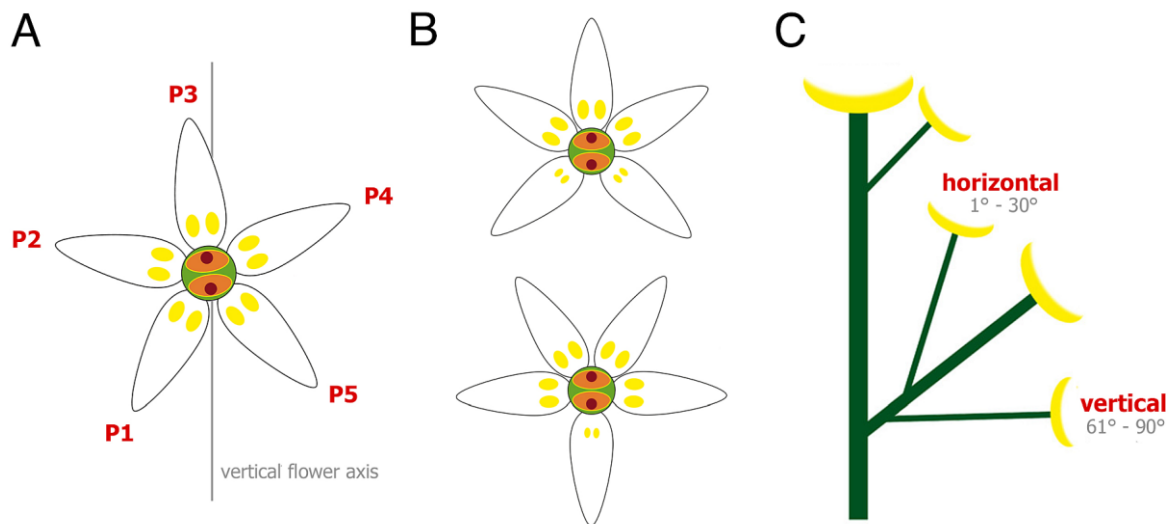 A
B
C
P3
P4
P2
P5
P1
vertical flower axis
horizontal
1° - 30°
vertical
61° - 90°